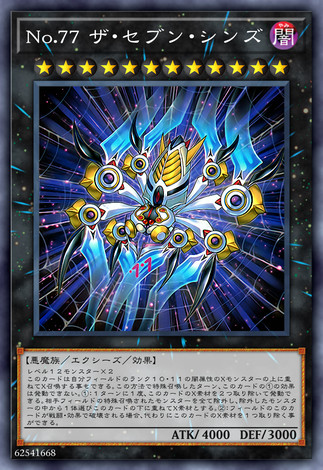 No.77 ザ・セブン・シンズ
闇
77
【悪魔族／エクシーズ／効果】
レベル１２モンスター×２
このカードは自分フィールドのランク１０・１１の闇属性のXモンスターの上に重
ねてX召喚する事もできる。この方法で特殊召喚したターン、このカードの①の効果
は発動できない。①：１ターンに１度、このカードのX素材を２つ取り除いて発動で
きる。相手フィールドの特殊召喚されたモンスターを全て除外し、除外したモンスタ
ーの中から１体選びこのカードの下に重ねてX素材とする。②：フィールドのこのカー
ドが戦闘・効果で破壊される場合、代わりにこのカードのX素材を１つ取り除く事が
できる。
ATK/ 4000 DEF/ 3000
62541668